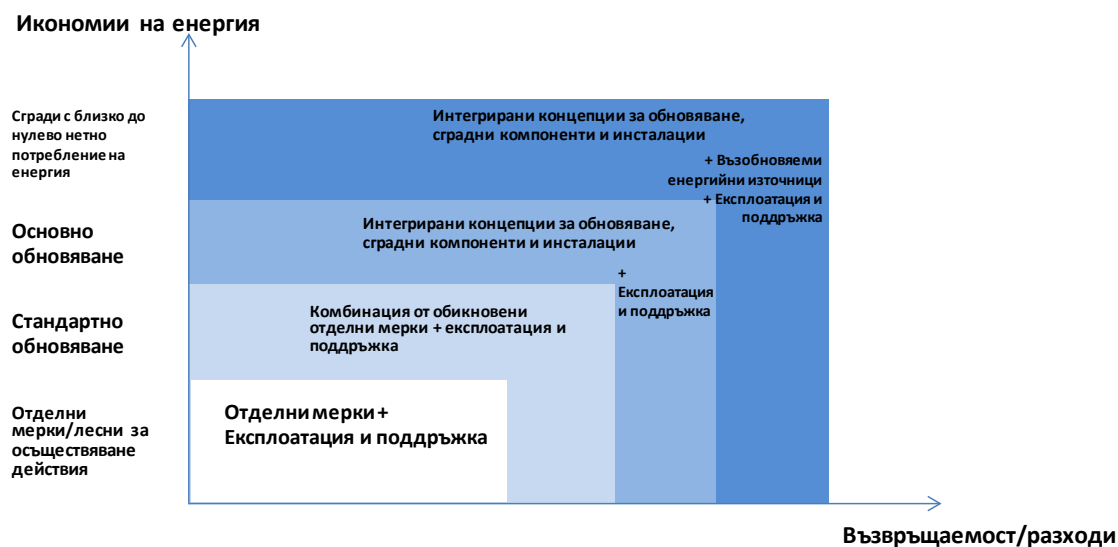 Икономии на енергия
Сгради с близко до
нулево нетно
потребление на
енергия
Интегрирани концепции за обновяване,
сградни компоненти и инсталации
+ Възобновяеми
енергийни източници
+ Експлоатация и
поддръжка
Основно
обновяване
Интегрирани концепции за обновяване,
сградни компоненти и инсталации
+
Експлоатация
и поддръжка
Стандартно
обновяване
Комбинация от обикновени
отделни мерки + експлоатация и
поддръжка
Отделни
мерки/лесни за
осъществяване
действия
Отделни мерки +
Експлоатация и поддръжка
Възвръщаемост/разходи